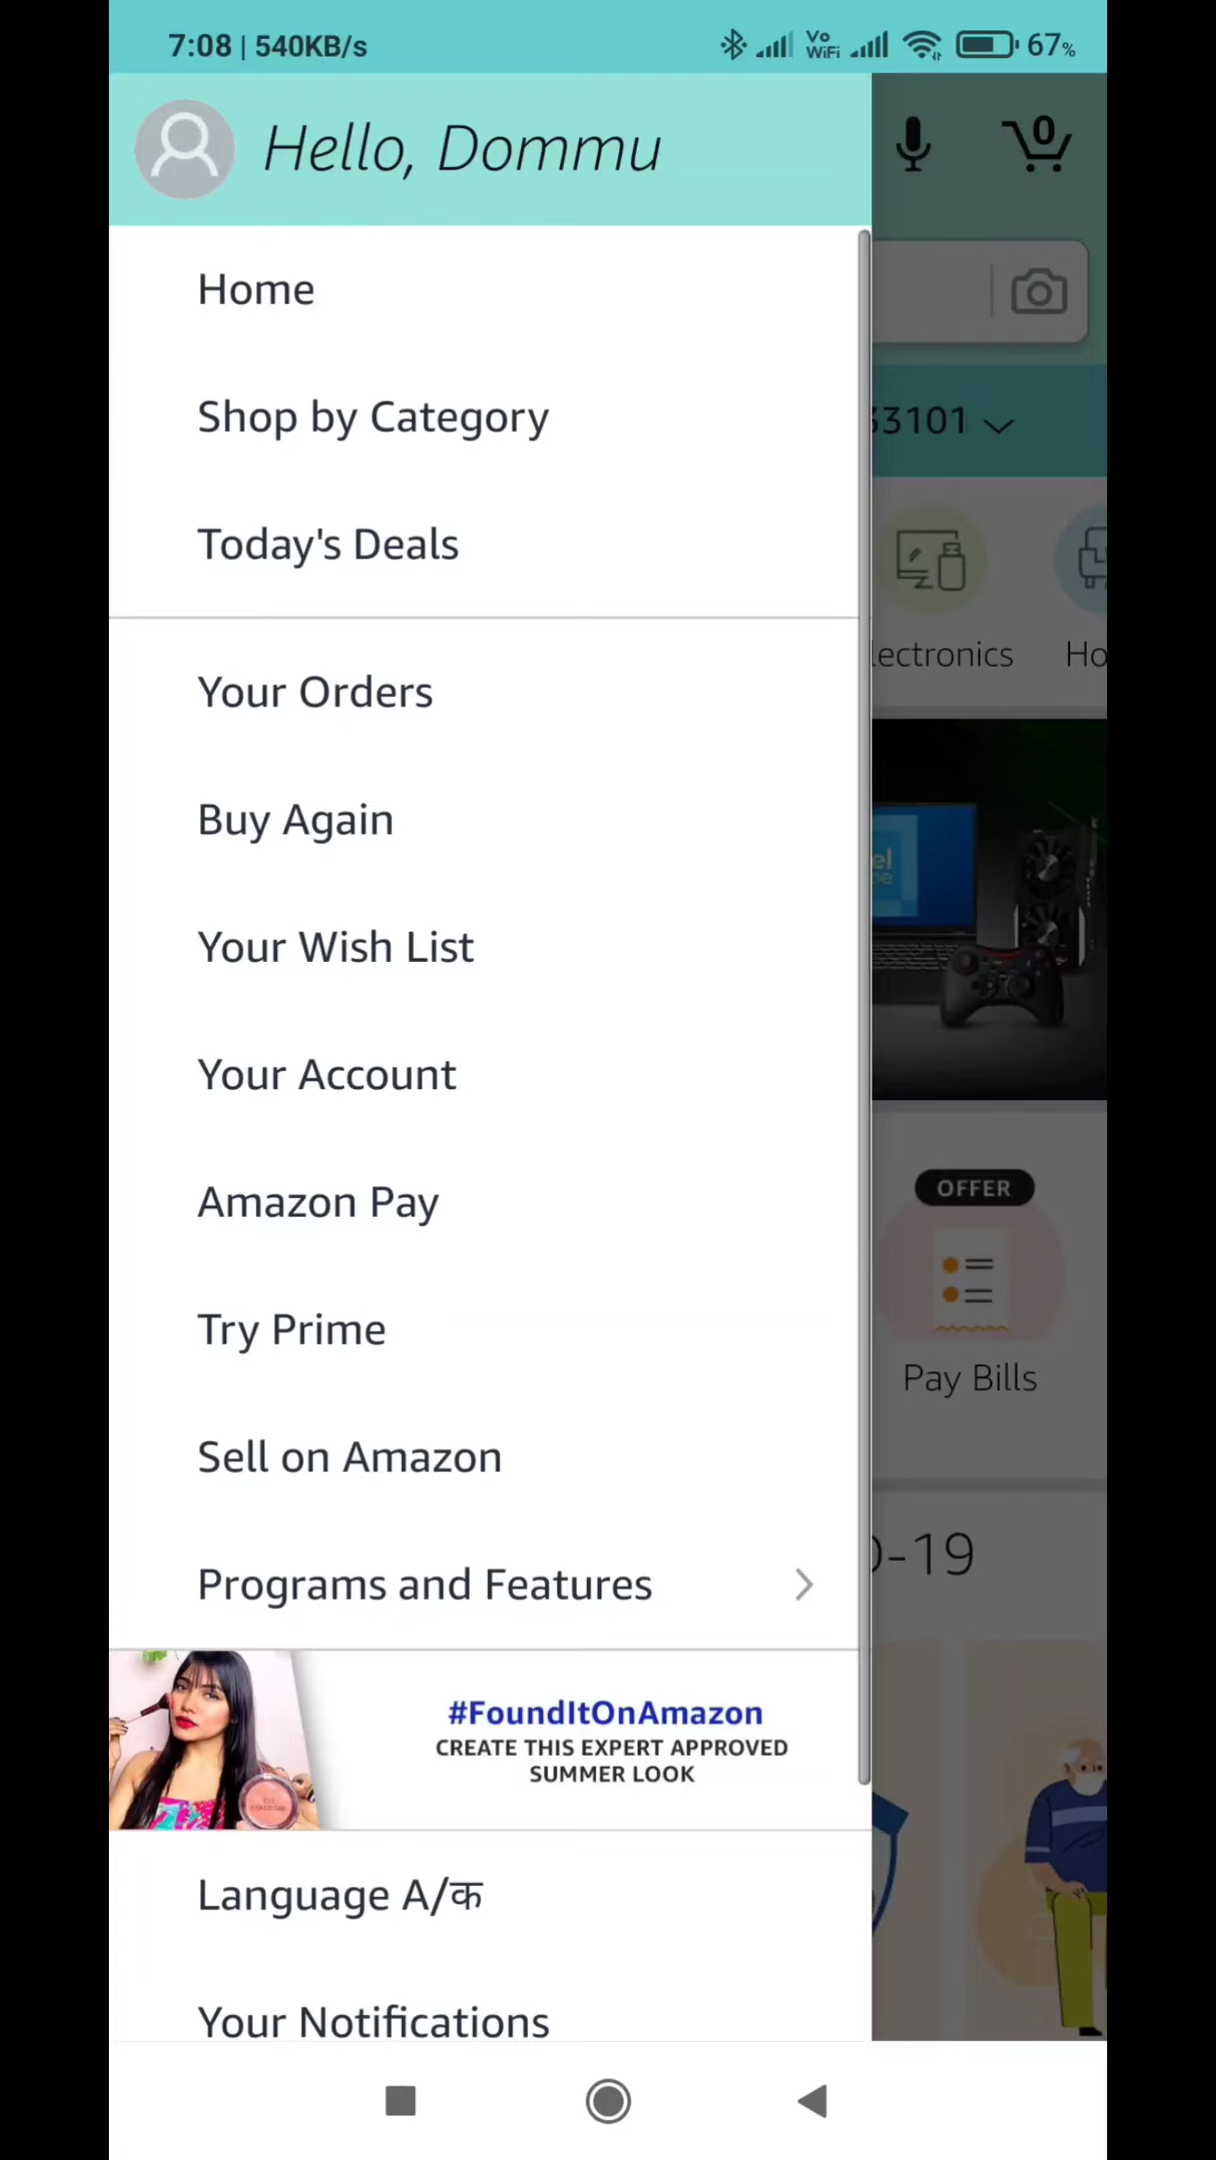 7:08 | 540KB/s
Vo
WiFi
67%
Hello, Dommu
0
Home
Shop by Category
33101
Today's Deals
lectronics
Ho
Your Orders
Buy Again
Your Wish List
Your Account
Amazon Pay
OFFER
Try Prime
Pay Bills
Sell on Amazon
-19
Programs and Features
#FoundItOnAmazon
CREATE THIS EXPERT APPROVED
SUMMER LOOK
Language A/क
Your Notifications